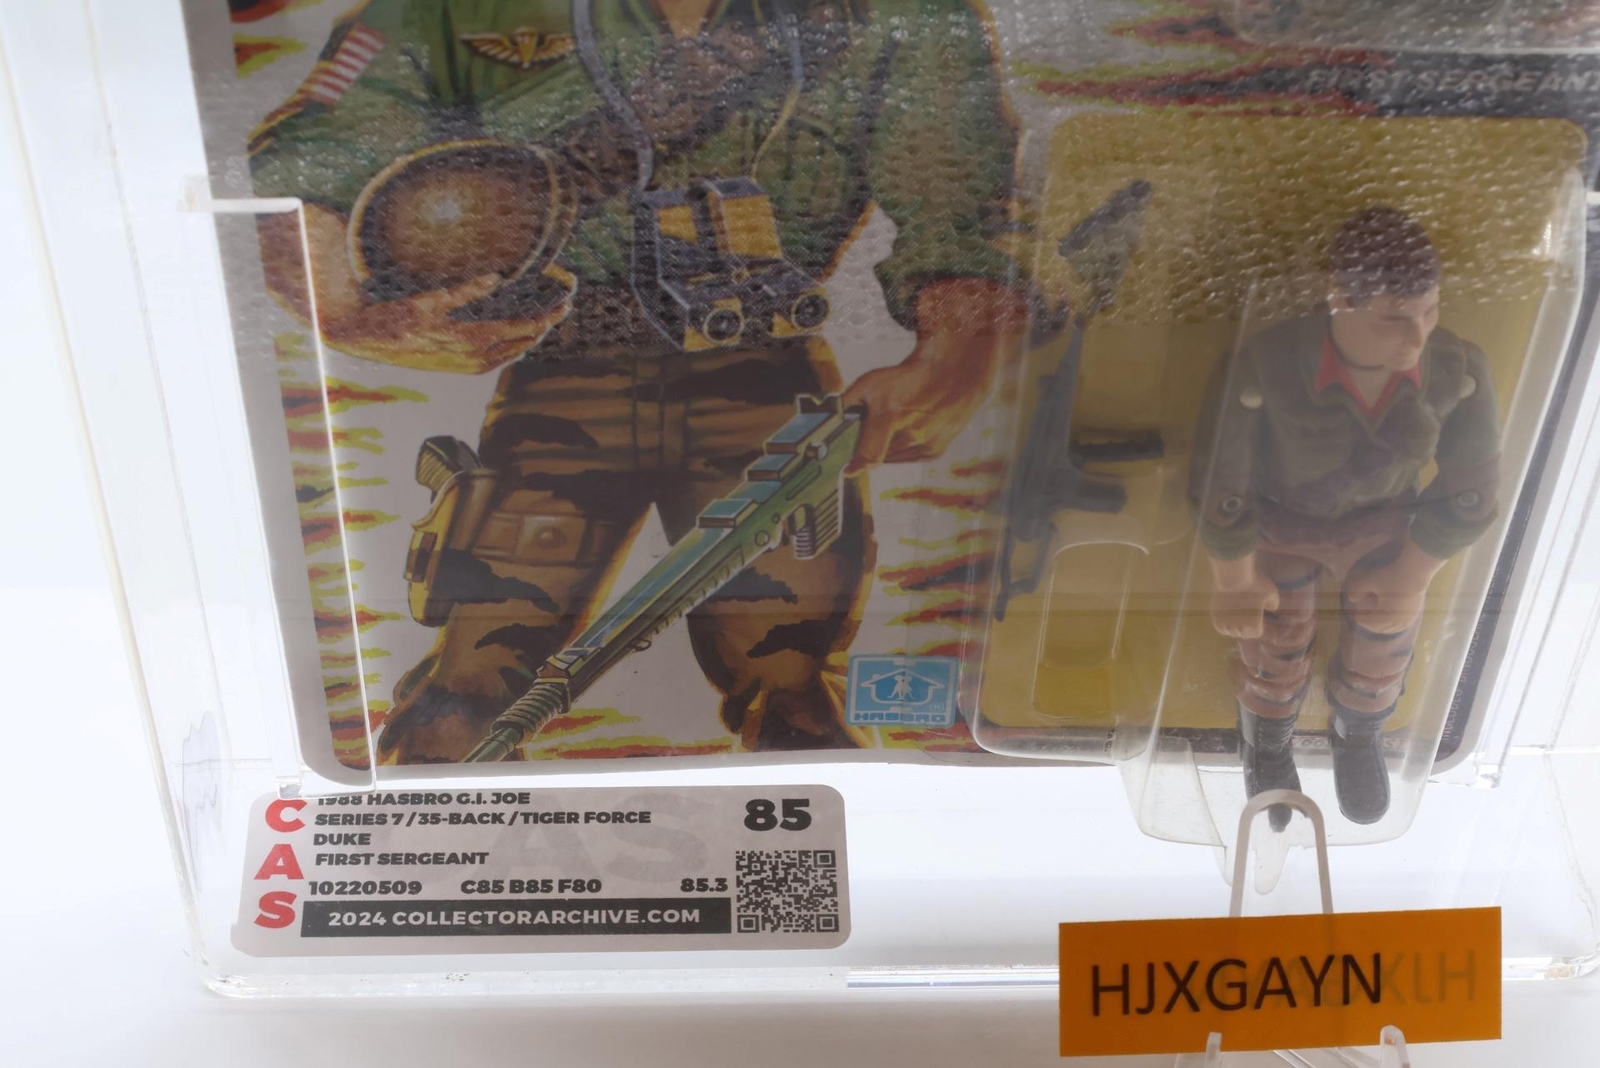 FIRST SERGEANT
HASBRO
CAS
1988 HASBRO G.I. JOE
SERIES 7 / 35-BACK / TIGER FORCE
DUKE
FIRST SERGEANT
85
10220509 C85 B85 F80 85.3
2024 COLLECTORARCHIVE.COM
HJXGAYN